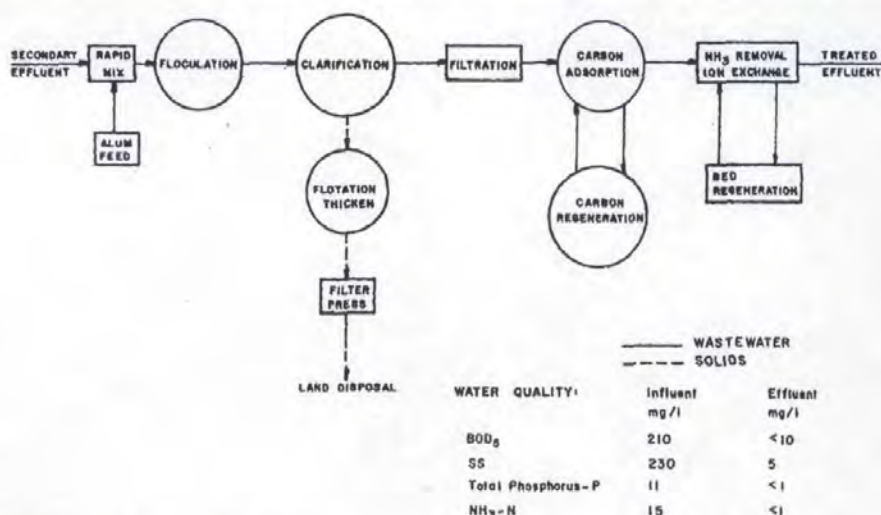 SECONDARY
EFFLUENT
RAPID
MIX
FLOCULATION
CLARIFICATION
FILTRATION
CARBON
ADSORPTION
NH3 REMOVAL
ION EXCHANGE
TREATED
EFFLUENT
ALUM
FEED
FLOTATION
THICKEN
CARBON
REGENERATION
BED
REGENERATION
FILTER
PRESS
LAND DISPOSAL
WASTEWATER
SOLIDS
WATER QUALITY: Influent Effluent
mg/l mg/l
BOD5 210 <10
SS 230 5
Total Phosphorus-P 11 <1
NH3-N 15 <1